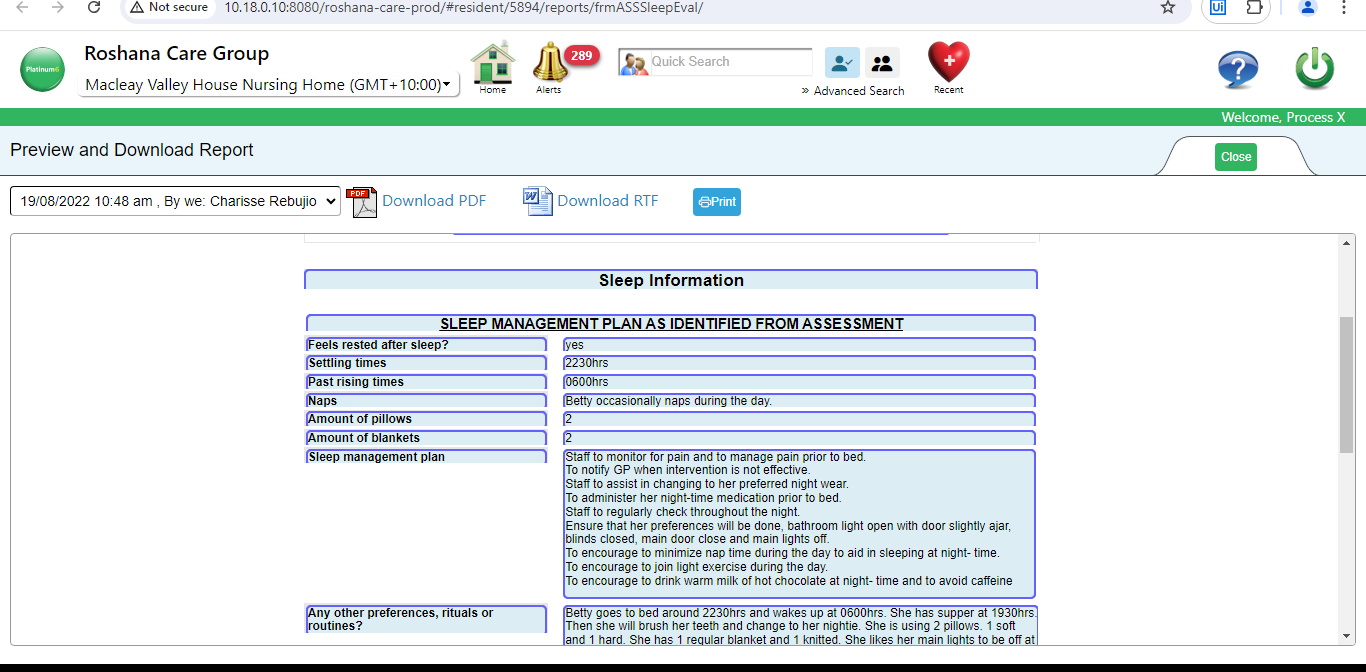 Not secure
10.18.0.10:8080/roshana-care-prod/#resident/5894/reports/frmASSSleepEval/
Ui
Platinum6
Roshana Care Group
Macleay Valley House Nursing Home (GMT+10:00)
Home
289
Alerts
Quick Search
» Advanced Search
Recent
?
Welcome, Process X
Preview and Download Report
Close
19/08/2022 10:48 am , By we: Charisse Rebujio
PDF
Download PDF
W
Download RTF
Print
Sleep Information
SLEEP MANAGEMENT PLAN AS IDENTIFIED FROM ASSESSMENT
Feels rested after sleep? yes
Settling times 2230hrs
Past rising times 0600hrs
Naps Betty occasionally naps during the day.
Amount of pillows 2
Amount of blankets 2
Sleep management plan Staff to monitor for pain and to manage pain prior to bed.
To notify GP when intervention is not effective.
Staff to assist in changing to her preferred night wear.
To administer her night-time medication prior to bed.
Staff to regularly check throughout the night.
Ensure that her preferences will be done, bathroom light open with door slightly ajar,
blinds closed, main door close and main lights off.
To encourage to minimize nap time during the day to aid in sleeping at night- time.
To encourage to join light exercise during the day.
To encourage to drink warm milk of hot chocolate at night- time and to avoid caffeine
Any other preferences, rituals or
routines?
Betty goes to bed around 2230hrs and wakes up at 0600hrs. She has supper at 1930hrs.
Then she will brush her teeth and change to her nightie. She is using 2 pillows. 1 soft
and 1 hard. She has 1 regular blanket and 1 knitted. She likes her main lights to be off at